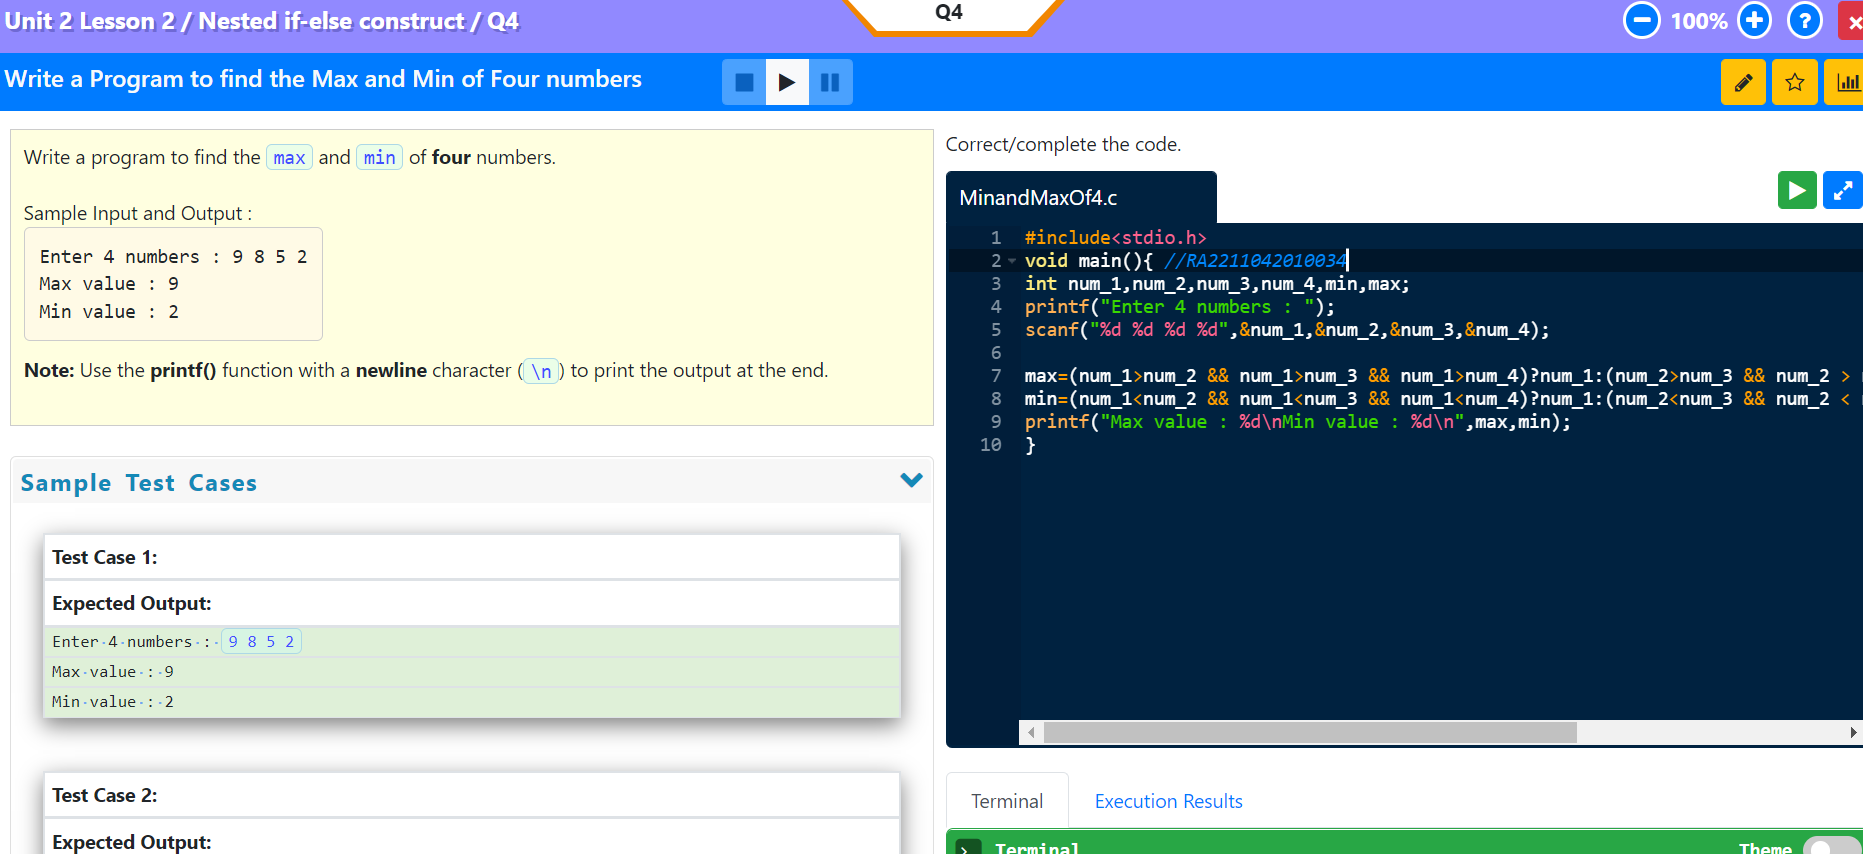 Unit 2 Lesson 2 / Nested if-else construct / Q4
Q4
100%
Write a Program to find the Max and Min of Four numbers
Write a program to find the max and min of four numbers.
Sample Input and Output :
Enter 4 numbers : 9 8 5 2
Max value : 9
Min value : 2
Note: Use the printf() function with a newline character (\n) to print the output at the end.
Sample Test Cases
Test Case 1:
Expected Output:
Enter·4·numbers·:·9 8 5 2
Max·value·:·9
Min·value·:·2
Test Case 2:
Expected Output:
Correct/complete the code.
MinandMaxOf4.c
1 #include<stdio.h>
2 void main(){ //RA2211042010034
3 int num_1,num_2,num_3,num_4,min,max;
4 printf("Enter 4 numbers : ");
5 scanf("%d %d %d %d",&num_1,&num_2,&num_3,&num_4);
6
7 max=(num_1>num_2 && num_1>num_3 && num_1>num_4)?num_1:(num_2>num_3 && num_2 >
8 min=(num_1<num_2 && num_1<num_3 && num_1<num_4)?num_1:(num_2<num_3 && num_2 <
9 printf("Max value : %d\nMin value : %d\n",max,min);
10 }
Terminal
Execution Results
Terminal
Theme